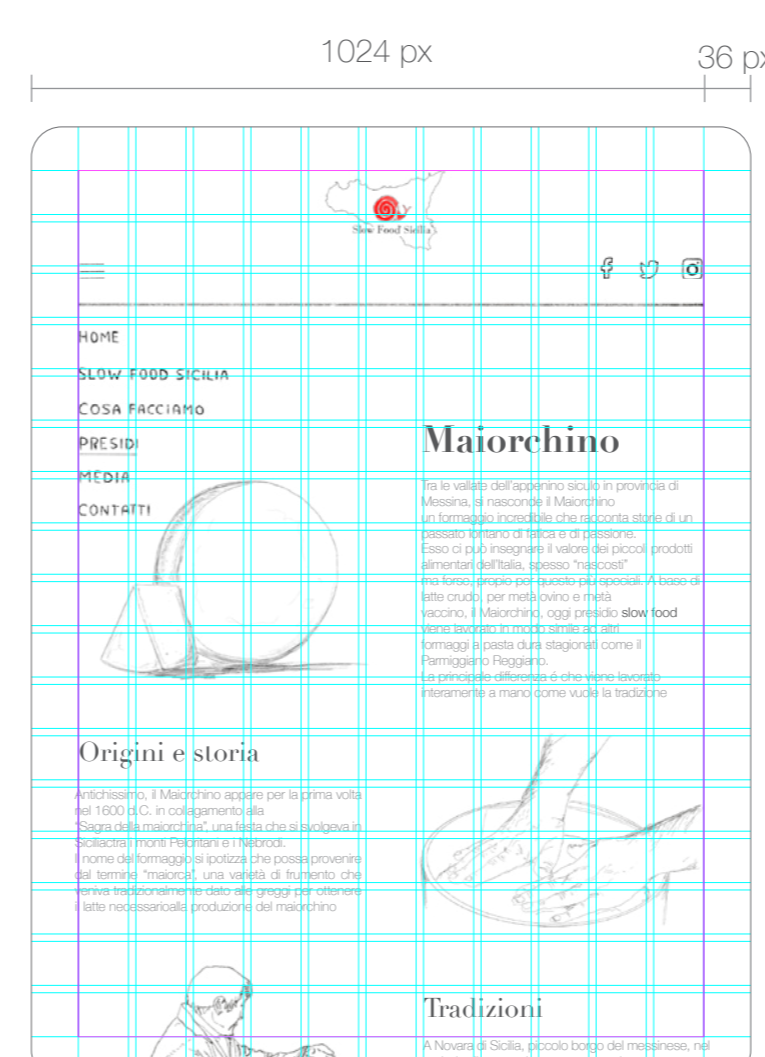 1024 px
36 px
Slow Food Sicilia
HOME
SLOW FOOD SICILIA
COSA FACCIAMO
PRESIDI
MEDIA
CONTATTI
Maiorchino
Tra le vallate dell'appenino siculo in provincia di
Messina, si nasconde il Maiorchino
un formaggio incredibile che racconta storie di un
passato lontano di fatica e di passione.
Esso ci può insegnare il valore dei piccoli prodotti
alimentari dell'Italia, spesso "nascosti"
ma forse, propio per questo più speciali. A base di
latte crudo, per metà ovino e metà
vaccino, il Maiorchino, oggi presidio slow food
viene lavorato in modo simile ad altri
formaggi a pasta dura stagionati come il
Parmiggiano Reggiano.
La principale differenza é che viene lavorato
interamente a mano come vuole la tradizione
Origini e storia
Antichissimo, il Maiorchino appare per la prima volta
nel 1600 d.C. in collagamento alla
"Sagra della maiorchina", una festa che si svolgeva in
Siciliactra i monti Peloritani e i Nebrodi.
Il nome del formaggio si ipotizza che possa provenire
dal termine "maiorca", una varietà di frumento che
veniva tradizionalmente dato alle greggi per ottenere
il latte necessarioalla produzione del maiorchino
Tradizioni
A Novara di Sicilia, piccolo borgo del messinese, nel